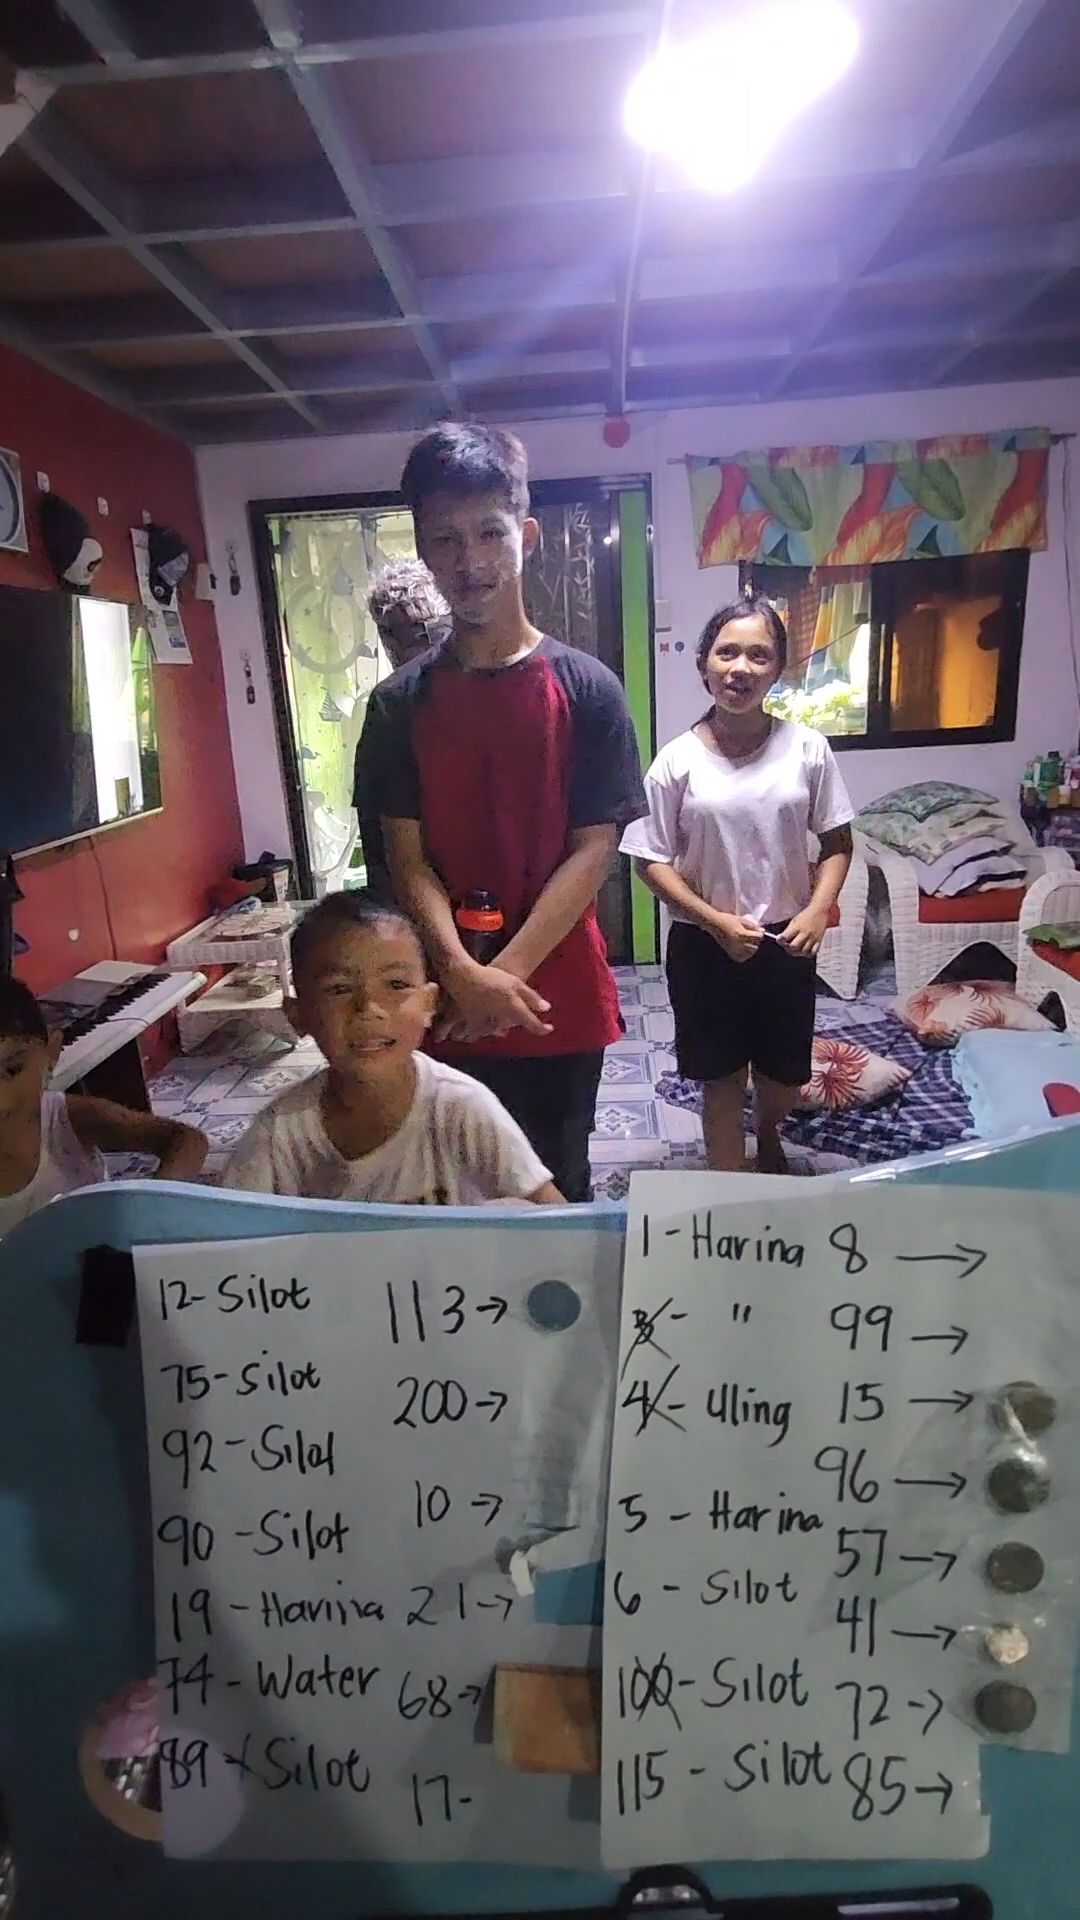 12- Silot 113→
75- Silot 200→
92- Silot
90 - Silot 10→
19 - Harina 21→
74 - Water 68→
89 - Silot 17-
1 - Harina 8→
3 - " 99→
4 - Uling 15→
96→
5 - Harina 57→
6 - Silot 41→
100 - Silot 72→
115 - Silot 85→